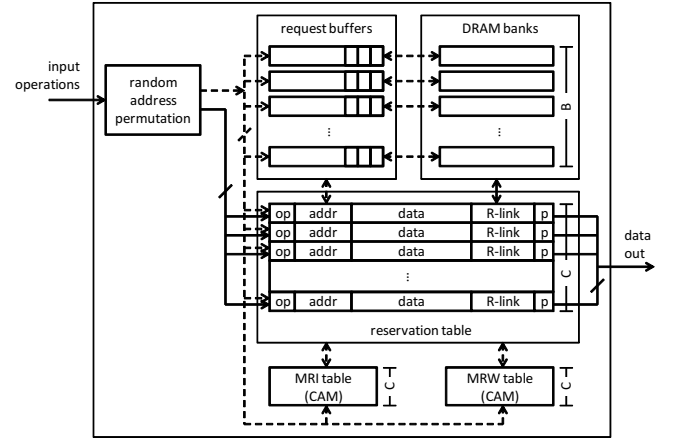 request buffers
DRAM banks
input
operations
random
address
permutation
...
...
B
op addr data R-link p
op addr data R-link p
op addr data R-link p
...
op addr data R-link p
C
data
out
reservation table
MRI table
(CAM)
C
MRW table
(CAM)
C